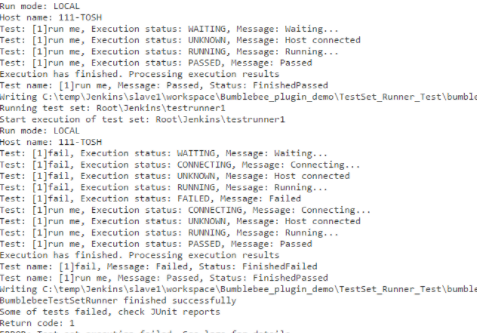 Run mode: LOCAL
Host name: 111-TOSH
Test: [1]run me, Execution status: WAITING, Message: Waiting...
Test: [1]run me, Execution status: UNKNOWN, Message: Host connected
Test: [1]run me, Execution status: RUNNING, Message: Running...
Test: [1]run me, Execution status: PASSED, Message: Passed
Execution has finished. Processing execution results
Test name: [1]run me, Message: Passed, Status: FinishedPassed
Writing C:\temp\Jenkins\slave1\workspace\Bumblebee_plugin_demo\TestSet_Runner_Test\bumble
Running test set: Root\Jenkins\testrunner1
Start execution of test set: Root\Jenkins\testrunner1
Run mode: LOCAL
Host name: 111-TOSH
Test: [1]fail, Execution status: WAITING, Message: Waiting...
Test: [1]fail, Execution status: CONNECTING, Message: Connecting...
Test: [1]fail, Execution status: UNKNOWN, Message: Host connected
Test: [1]fail, Execution status: RUNNING, Message: Running...
Test: [1]fail, Execution status: FAILED, Message: Failed
Test: [1]run me, Execution status: CONNECTING, Message: Connecting...
Test: [1]run me, Execution status: UNKNOWN, Message: Host connected
Test: [1]run me, Execution status: RUNNING, Message: Running...
Test: [1]run me, Execution status: PASSED, Message: Passed
Execution has finished. Processing execution results
Test name: [1]fail, Message: Failed, Status: FinishedFailed
Test name: [1]run me, Message: Passed, Status: FinishedPassed
Writing C:\temp\Jenkins\slave1\workspace\Bumblebee_plugin_demo\TestSet_Runner_Test\bumble
BumblebeeTestSetRunner finished successfully
Some of tests failed, check JUnit reports
Return code: 1